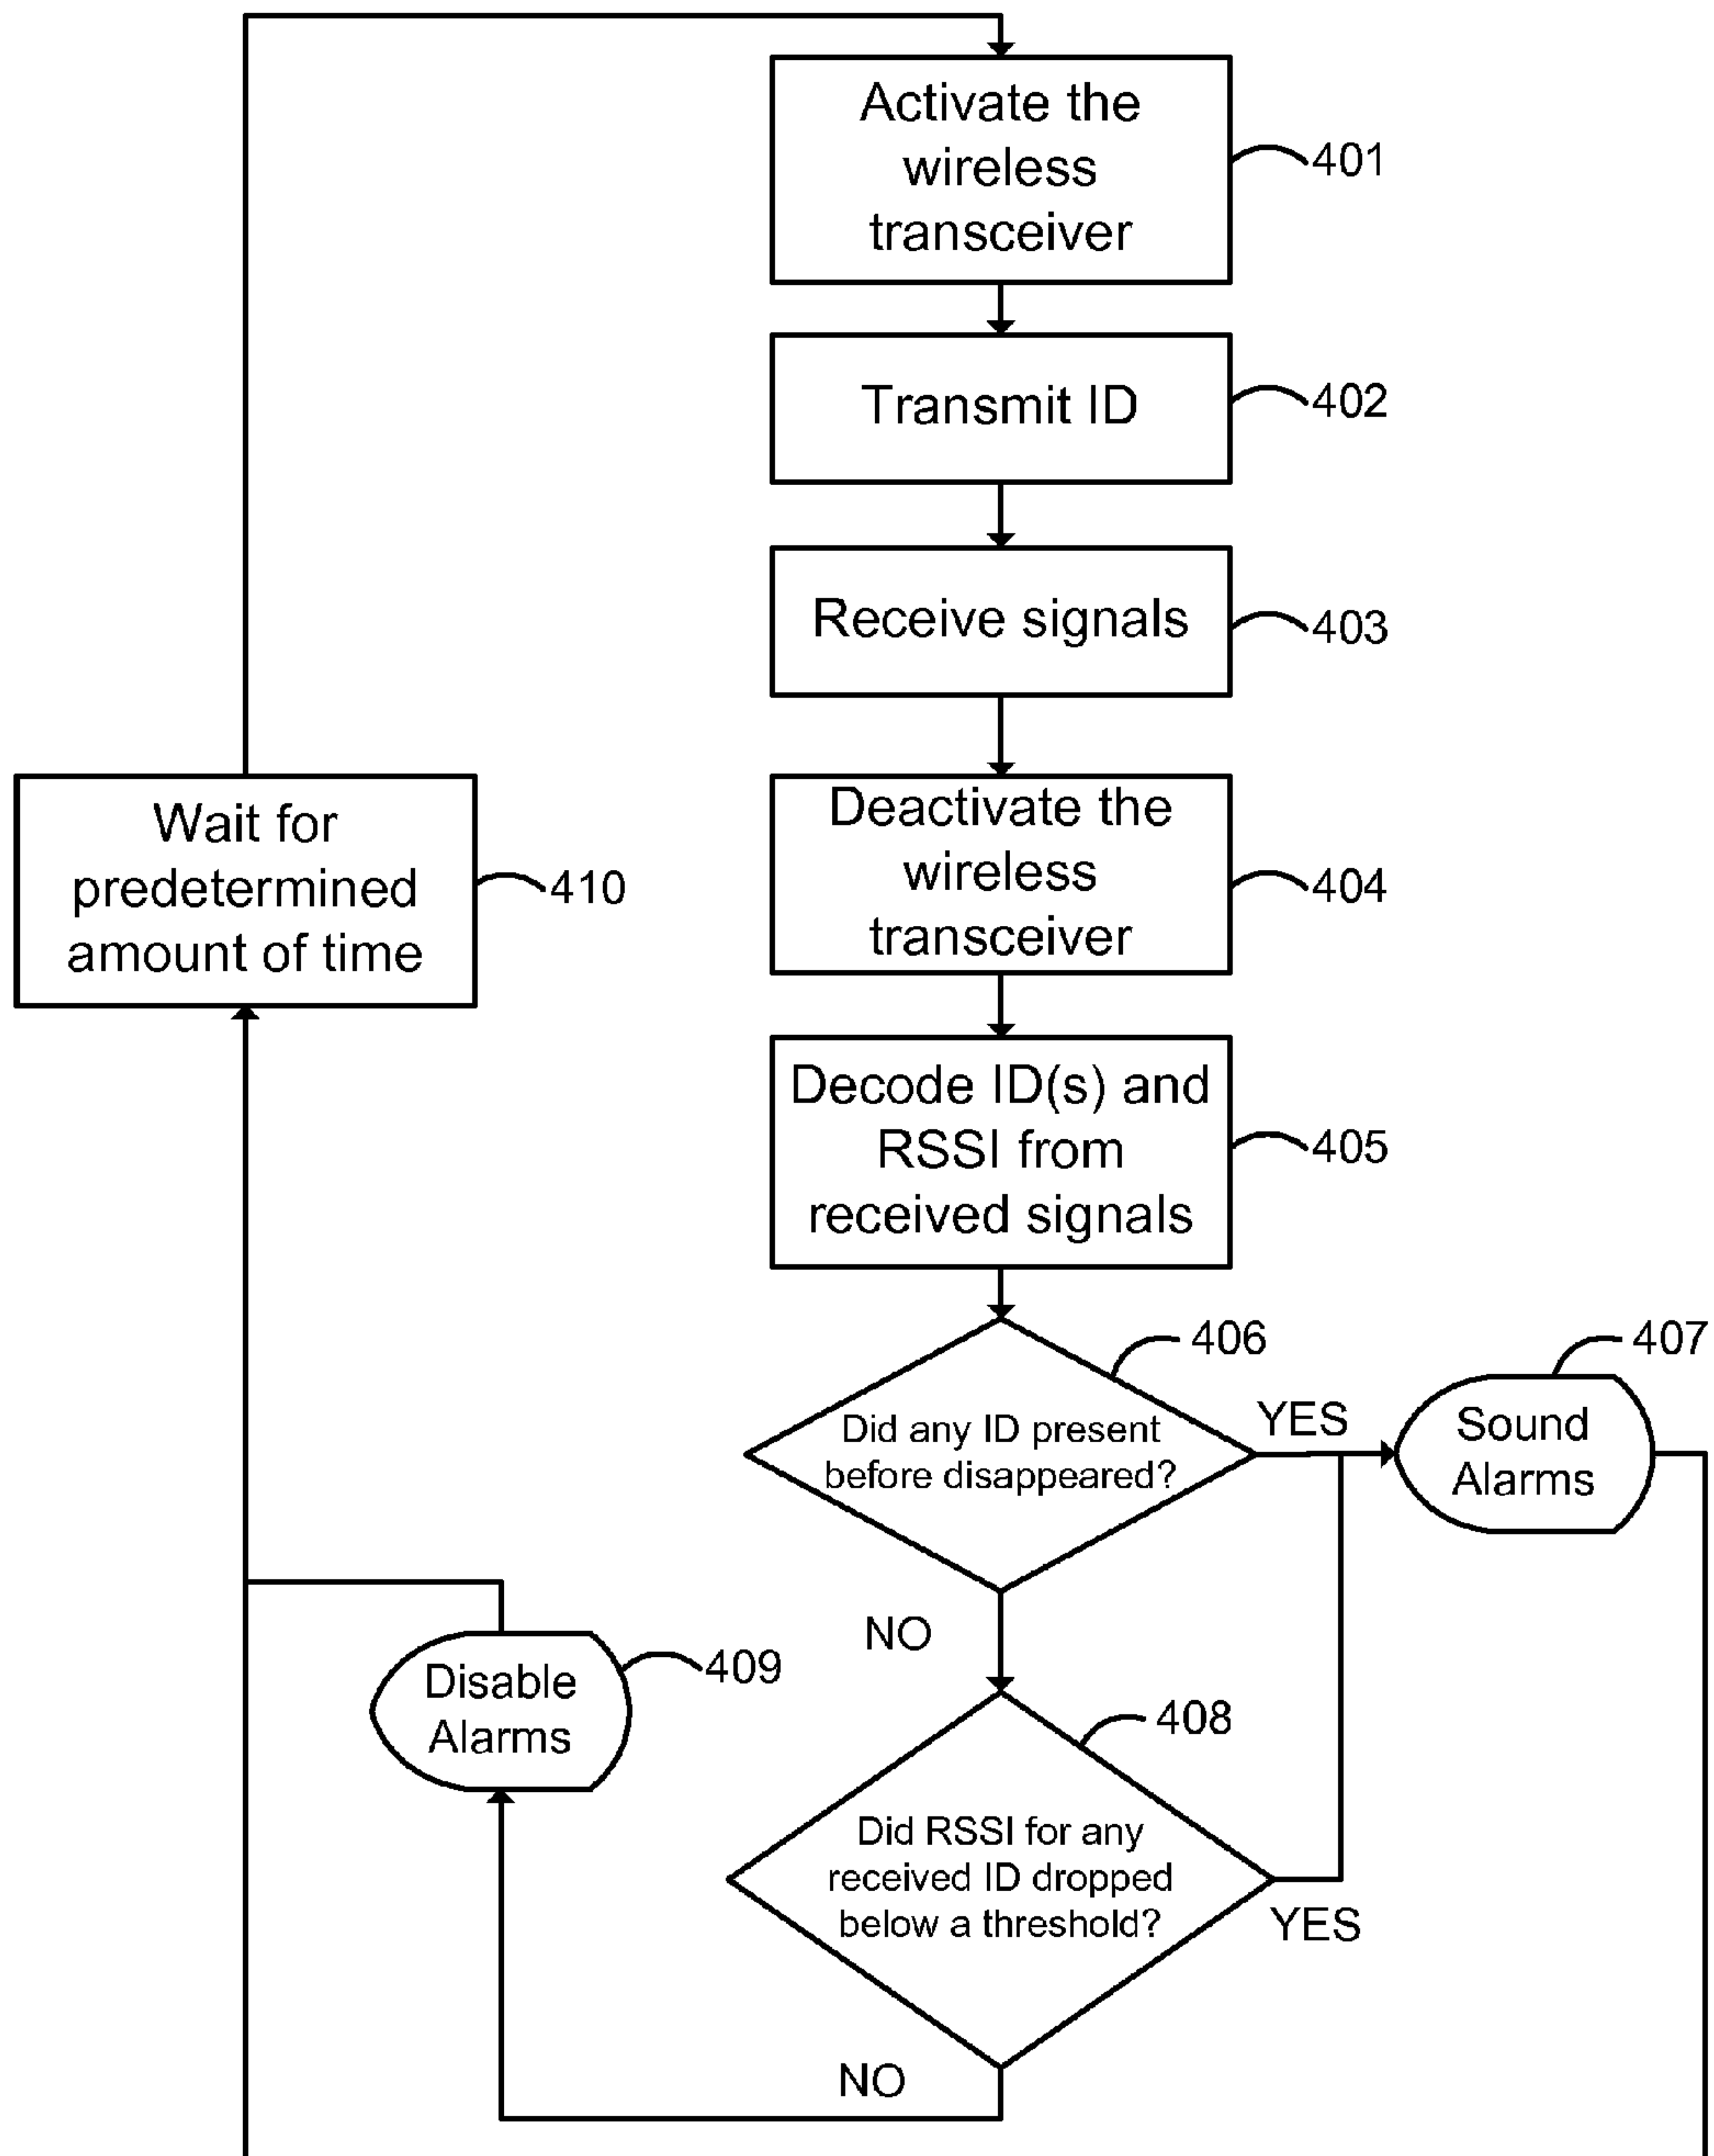 Activate the
wireless
transceiver
401
Transmit ID
402
Receive signals
403
Deactivate the
wireless
transceiver
404
Wait for
predetermined
amount of time
410
Decode ID(s) and
RSSI from
received signals
405
406
407
Did any ID present
before disappeared?
YES
Sound
Alarms
NO
Disable
Alarms
409
408
Did RSSI for any
received ID dropped
below a threshold?
YES
NO